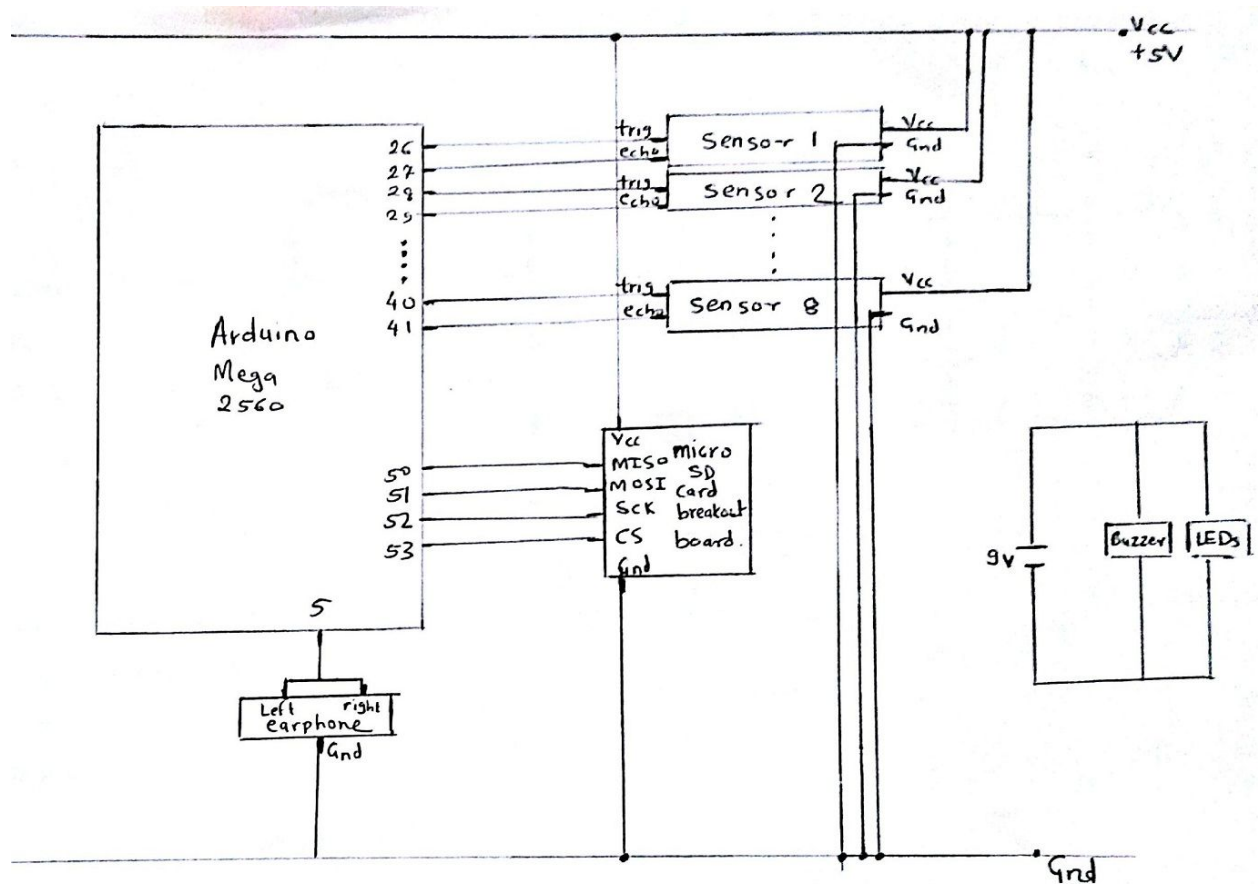 Vcc
+5V
26
27
28
29
40
41
trig
echo
Sensor 1
Vcc
Gnd
trig
echo
Sensor 2
Vcc
Gnd
trig
echo
Sensor 8
Vcc
Gnd
Arduino
Mega
2560
50
51
52
53
Vcc
MISO
MOSI
SCK
CS
Gnd
micro
SD
card
breakout
board.
9V
Buzzer
LEDs
5
Left
right
earphone
Gnd
Gnd